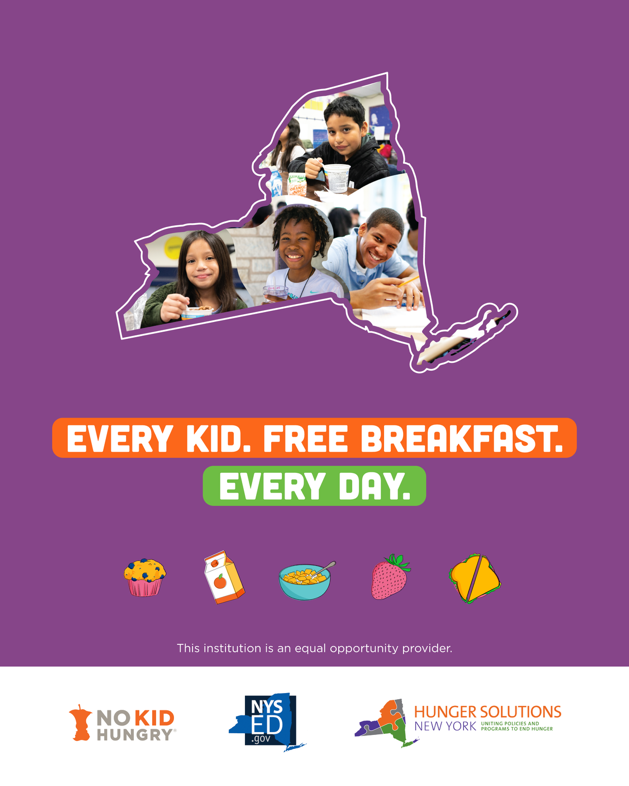 EVERY KID. FREE BREAKFAST.
EVERY DAY.
This institution is an equal opportunity provider.
NO KID
HUNGRY
NYS
ED
.gov
HUNGER SOLUTIONS
NEW YORK
UNITING POLICIES AND
PROGRAMS TO END HUNGER